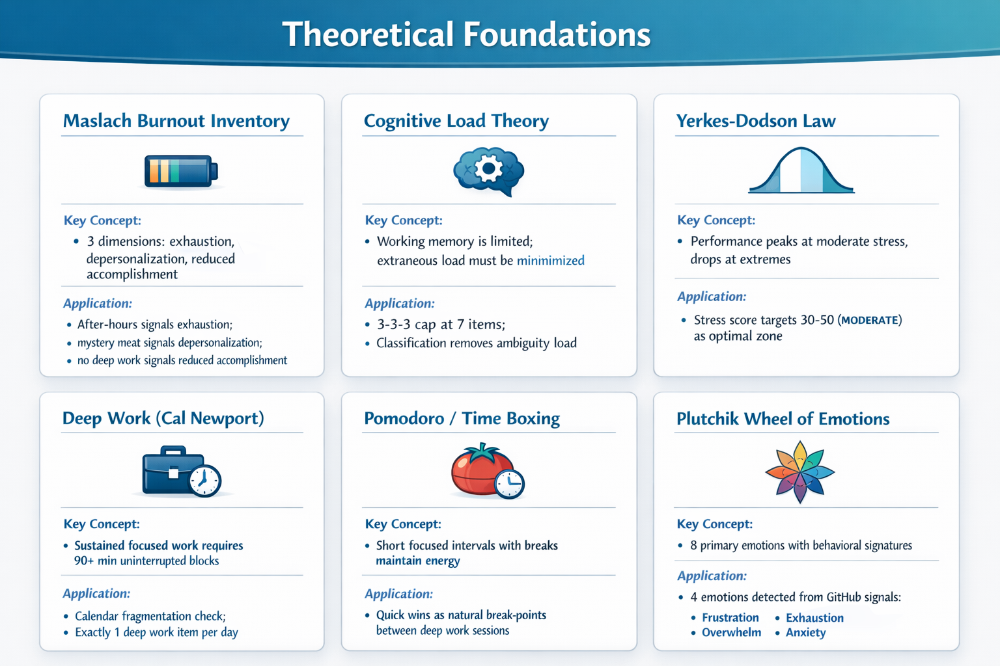 Theoretical Foundations
Maslach Burnout Inventory
Key Concept:
• 3 dimensions: exhaustion,
depersonalization, reduced
accomplishment
Application:
• After-hours signals exhaustion;
• mystery meat signals depersonalization;
• no deep work signals reduced accomplishment
Cognitive Load Theory
Key Concept:
• Working memory is limited;
extraneous load must be minmimized
Application:
• 3-3-3 cap at 7 items;
• Classification removes ambiguity load
Yerkes-Dodson Law
Key Concept:
• Performance peaks at moderate stress,
drops at extremes
Application:
• Stress score targets 30-50 (MODERATE)
as optimal zone
Deep Work (Cal Newport)
Key Concept:
• Sustained focused work requires
90+ min uninterrupted blocks
Application:
• Calendar fragmentation check;
• Exactly 1 deep work item per day
Pomodoro / Time Boxing
Key Concept:
• Short focused intervals with breaks
maintain energy
Application:
• Quick wins as natural break-points
between deep work sessions
Plutchik Wheel of Emotions
Key Concept:
• 8 primary emotions with behavioral signatures
Application:
• 4 emotions detected from GitHub signals:
• Frustration • Exhaustion
• Overwhelm • Anxiety